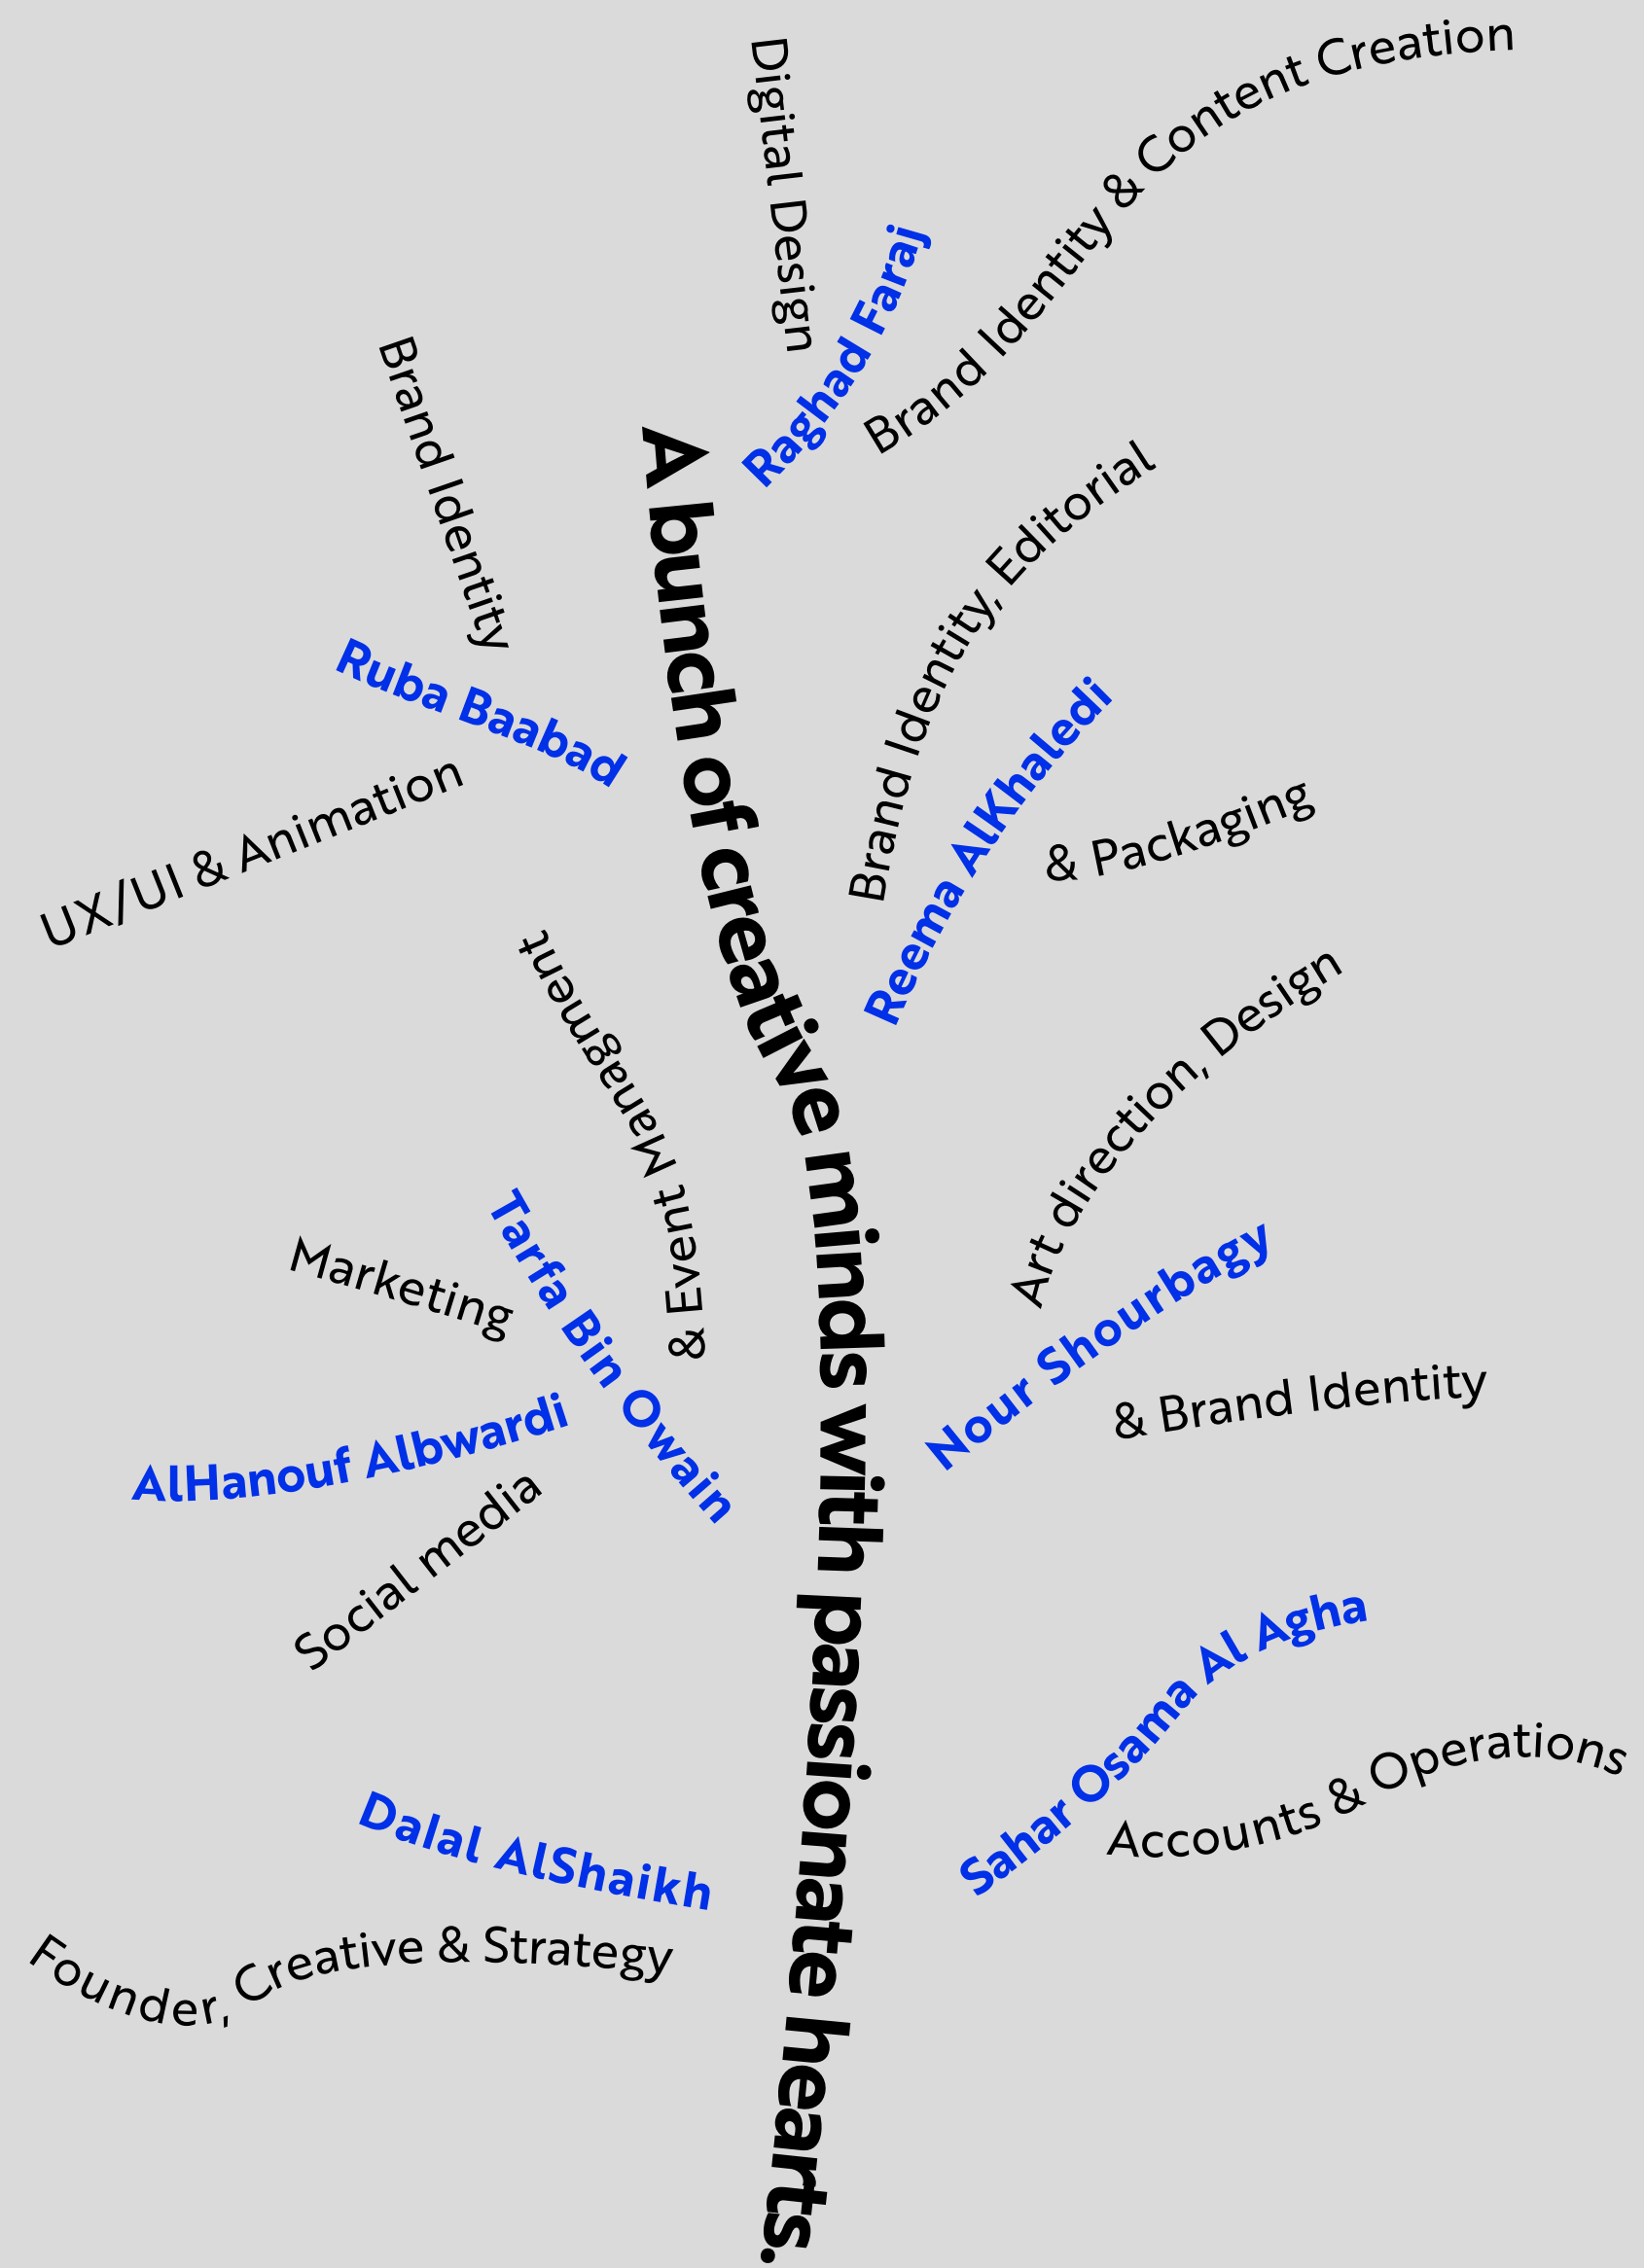 Digital Design
Raghad Faraj
Brand Identity & Content Creation
Brand Identity
Ruba Baabad
UX/UI & Animation
Brand Identity, Editorial
Reema AlKhaledi
& Packaging
A bunch of creative minds with passionate hearts.
Marketing
Tarfa Bin Owain
& Event Managment
Art direction, Design
Nour Shourbagy
& Brand Identity
AlHanouf Albwardi
Social media
Sahar Osama Al Agha
Accounts & Operations
Dalal AlShaikh
Founder, Creative & Strategy